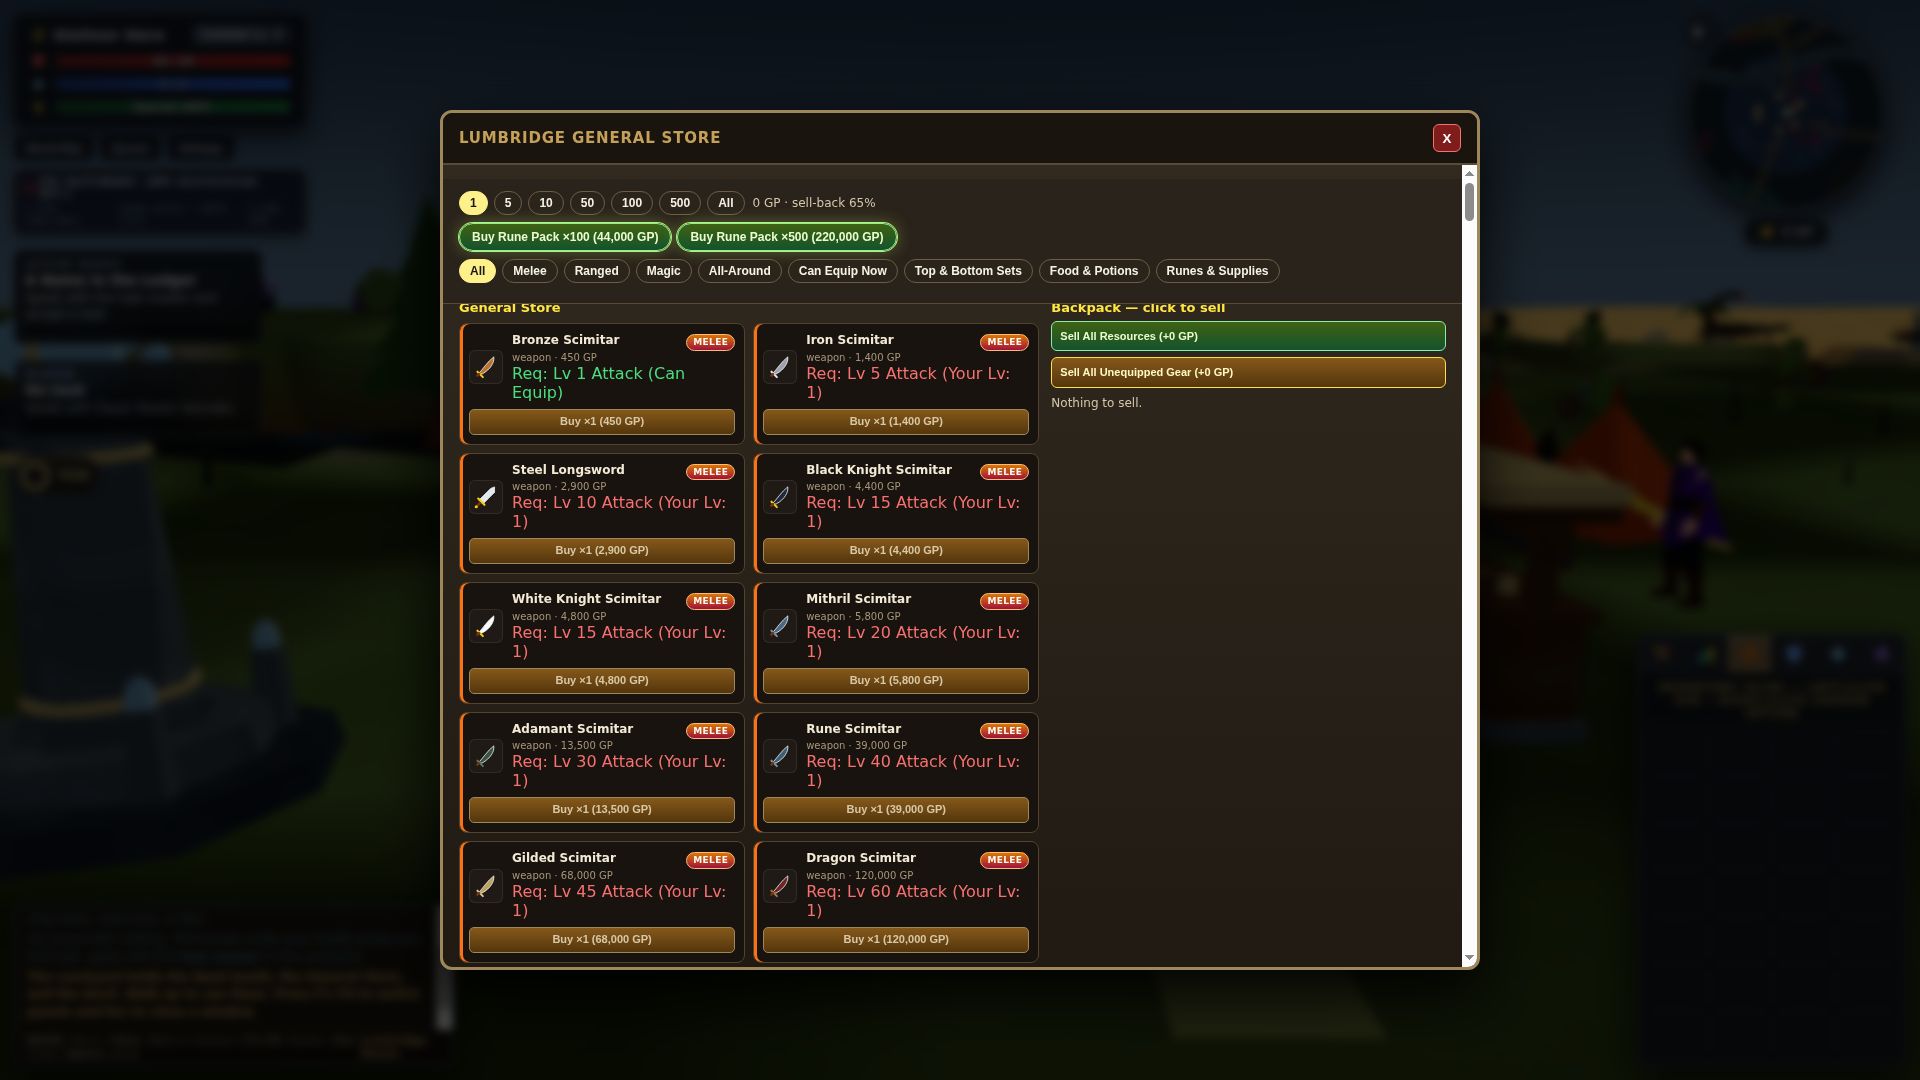 LUMBRIDGE GENERAL STORE
X
1 5 10 50 100 500 All 0 GP · sell-back 65%
Buy Rune Pack ×100 (44,000 GP) Buy Rune Pack ×500 (220,000 GP)
All Melee Ranged Magic All-Around Can Equip Now Top & Bottom Sets Food & Potions Runes & Supplies
General Store
Bronze Scimitar
MELEE
weapon · 450 GP
Req: Lv 1 Attack (Can
Equip)
Buy ×1 (450 GP)
Iron Scimitar
MELEE
weapon · 1,400 GP
Req: Lv 5 Attack (Your Lv:
1)
Buy ×1 (1,400 GP)
Steel Longsword
MELEE
weapon · 2,900 GP
Req: Lv 10 Attack (Your Lv:
1)
Buy ×1 (2,900 GP)
Black Knight Scimitar
MELEE
weapon · 4,400 GP
Req: Lv 15 Attack (Your Lv:
1)
Buy ×1 (4,400 GP)
White Knight Scimitar
MELEE
weapon · 4,800 GP
Req: Lv 15 Attack (Your Lv:
1)
Buy ×1 (4,800 GP)
Mithril Scimitar
MELEE
weapon · 5,800 GP
Req: Lv 20 Attack (Your Lv:
1)
Buy ×1 (5,800 GP)
Adamant Scimitar
MELEE
weapon · 13,500 GP
Req: Lv 30 Attack (Your Lv:
1)
Buy ×1 (13,500 GP)
Rune Scimitar
MELEE
weapon · 39,000 GP
Req: Lv 40 Attack (Your Lv:
1)
Buy ×1 (39,000 GP)
Gilded Scimitar
MELEE
weapon · 68,000 GP
Req: Lv 45 Attack (Your Lv:
1)
Buy ×1 (68,000 GP)
Dragon Scimitar
MELEE
weapon · 120,000 GP
Req: Lv 60 Attack (Your Lv:
1)
Buy ×1 (120,000 GP)
Backpack — click to sell
Sell All Resources (+0 GP)
Sell All Unequipped Gear (+0 GP)
Nothing to sell.